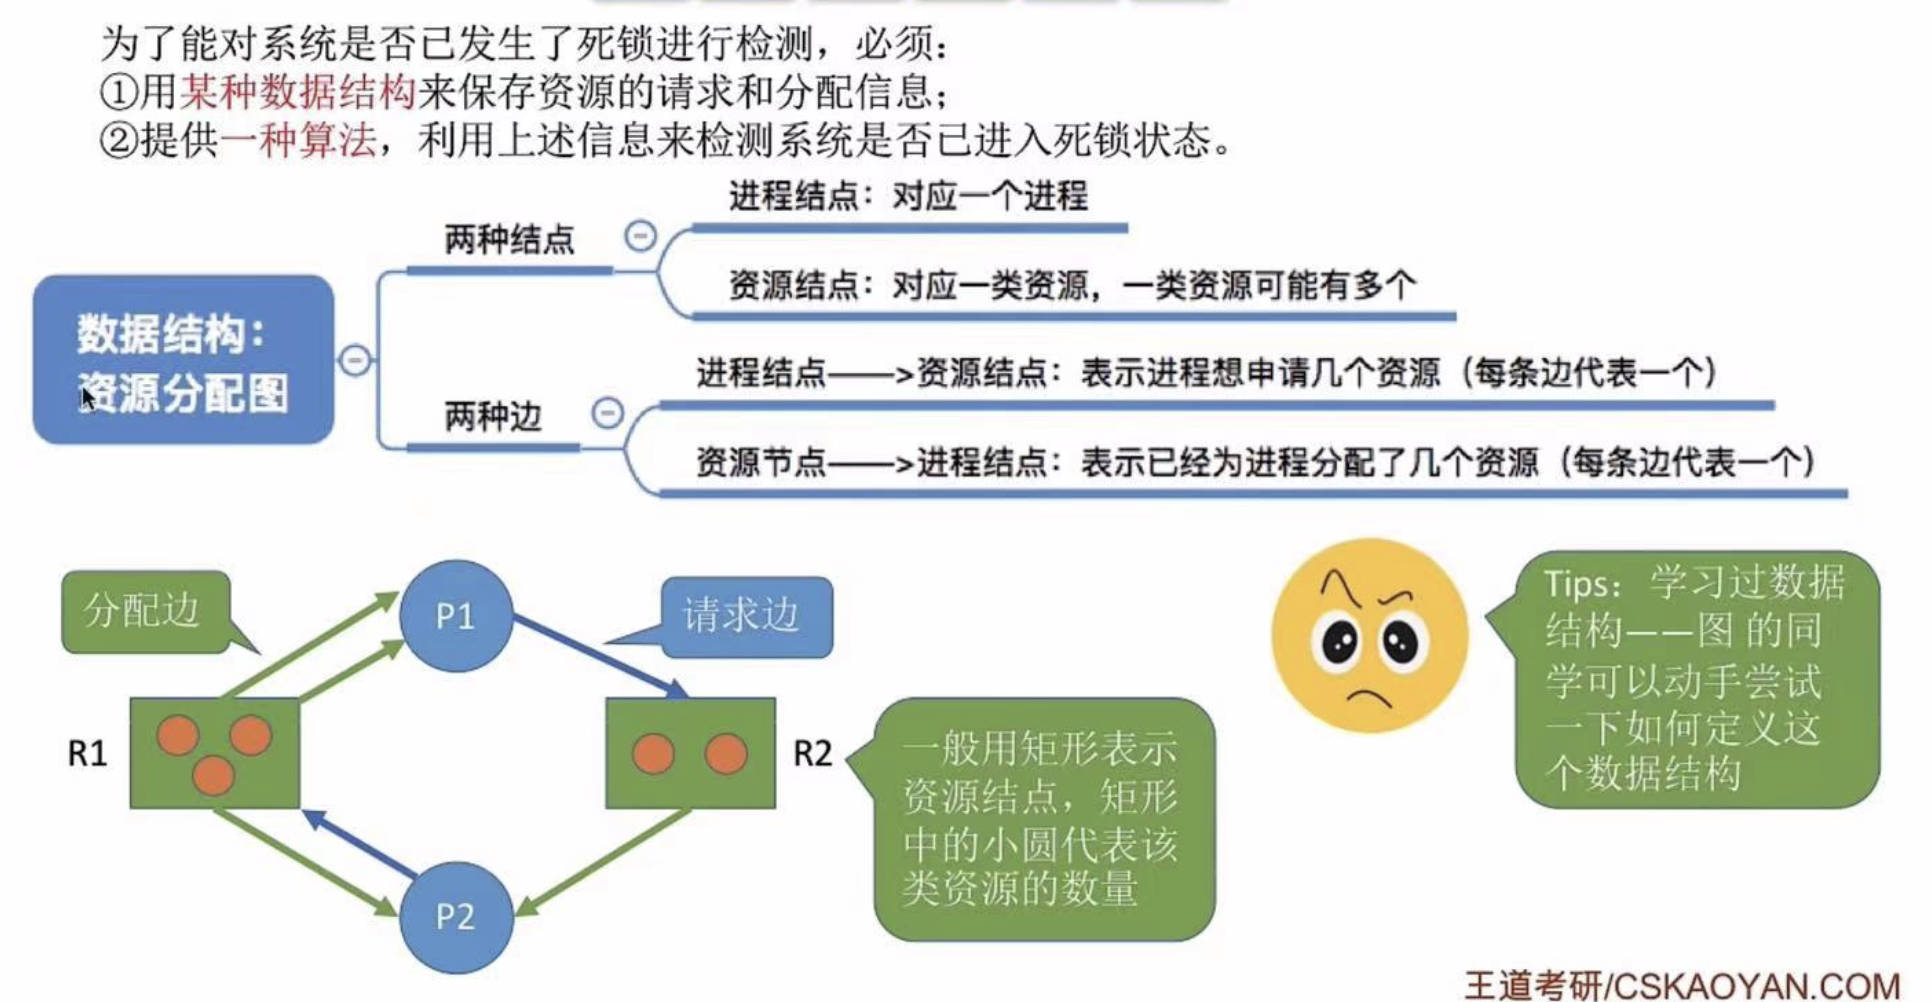 为了能对系统是否已发生了死锁进行检测，必须：
①用某种数据结构来保存资源的请求和分配信息；
②提供一种算法，利用上述信息来检测系统是否已进入死锁状态。
进程结点：对应一个进程
两种结点
资源结点：对应一类资源，一类资源可能有多个
数据结构：
资源分配图
进程结点——>资源结点：表示进程想申请几个资源（每条边代表一个）
两种边
资源节点——>进程结点：表示已经为进程分配了几个资源（每条边代表一个）
分配边
P1
请求边
R1
R2
P2
一般用矩形表示
资源结点，矩形
中的小圆代表该
类资源的数量
Tips：学习过数据
结构——图 的同
学可以动手尝试
一下如何定义这
个数据结构
王道考研/CSKAOYAN.COM